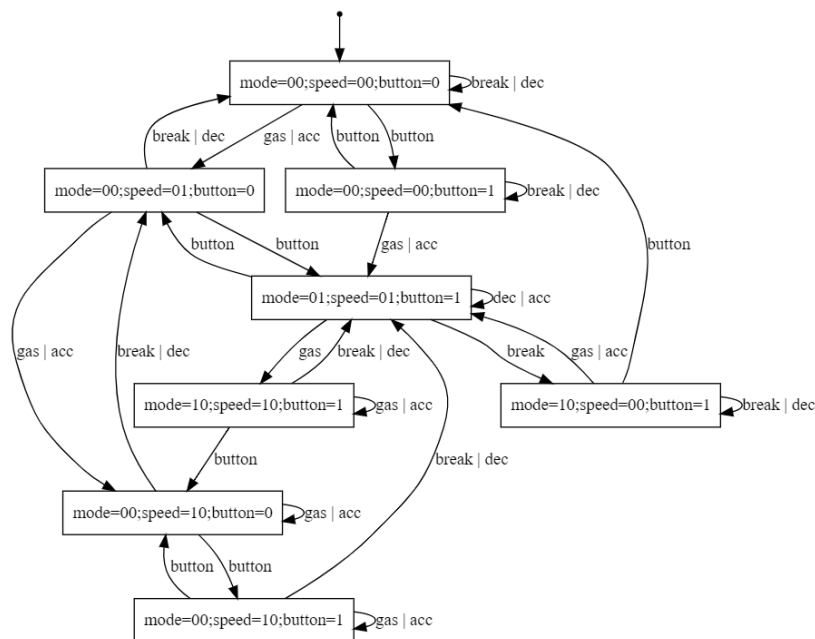 mode=00;speed=00;button=0
break | dec
break | dec
gas | acc
button
button
mode=00;speed=01;button=0
mode=00;speed=00;button=1
break | dec
button
button
gas | acc
button
mode=01;speed=01;button=1
dec | acc
gas | acc
break | dec
gas
break | dec
break
gas | acc
mode=10;speed=10;button=1
gas | acc
mode=10;speed=00;button=1
break | dec
button
break | dec
mode=00;speed=10;button=0
gas | acc
button
button
mode=00;speed=10;button=1
gas | acc